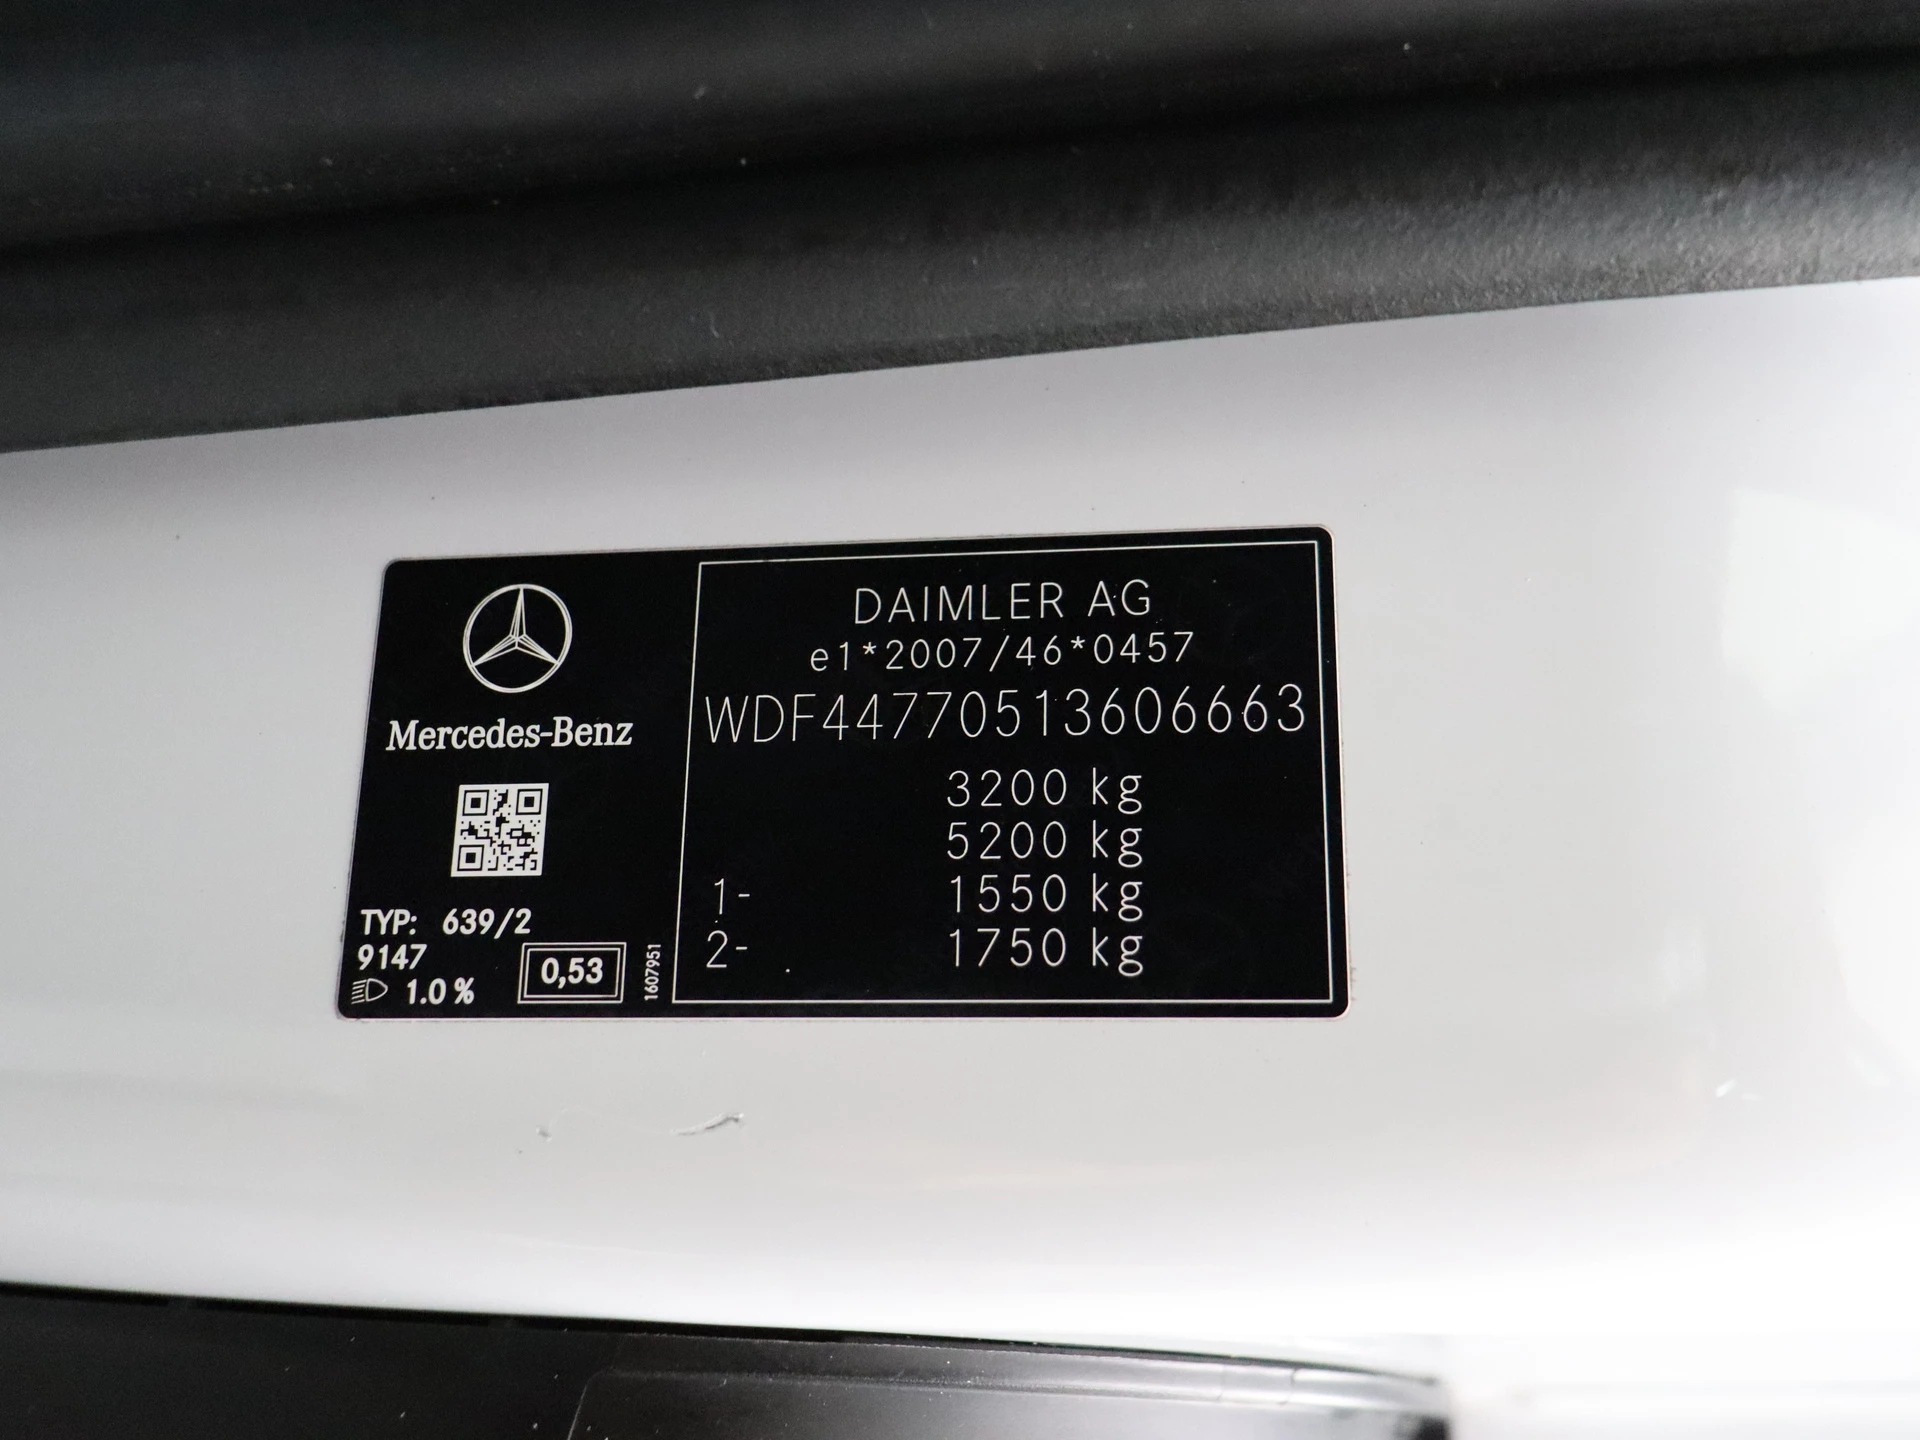 Mercedes-Benz
TYP: 639/2
9147
1.0 %
0,53
1607951
DAIMLER AG
e1*2007/46*0457
WDF44770513606663
3200 kg
5200 kg
1- 1550 kg
2- 1750 kg